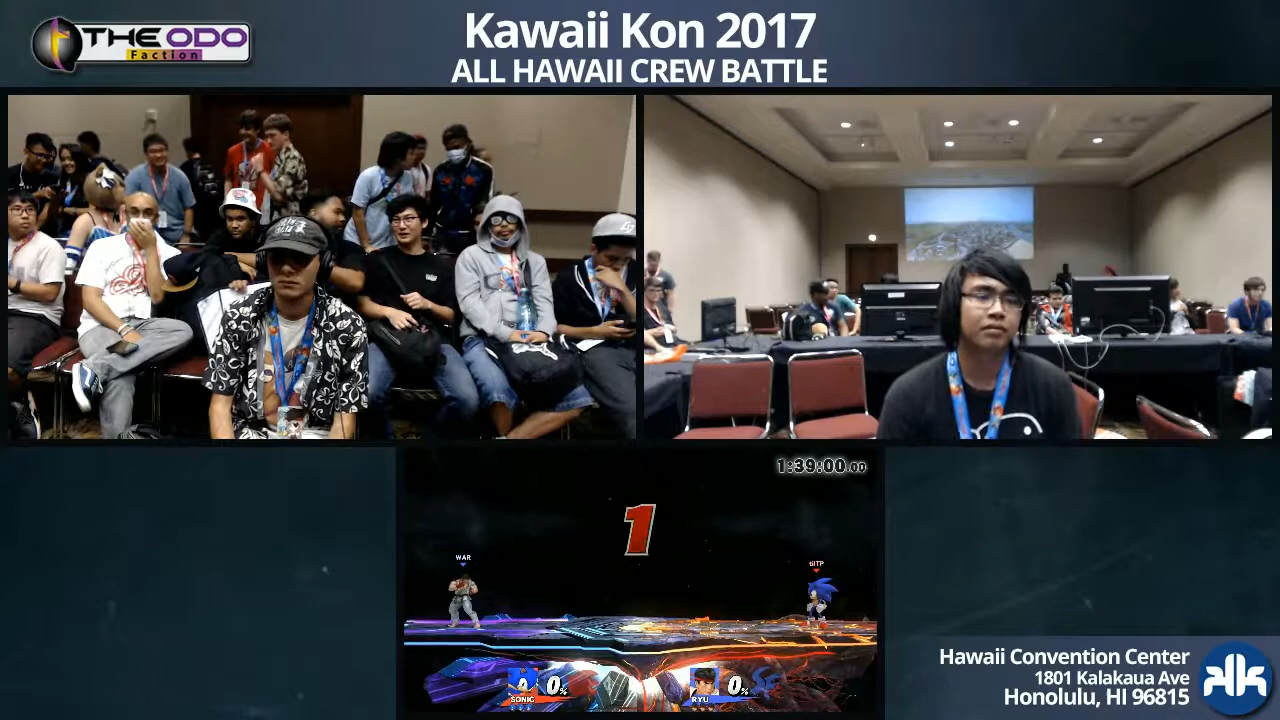 THE ODO
Faction
Kawaii Kon 2017
ALL HAWAII CREW BATTLE
1:39:00.00
1
WAR
tiiTP
0%
SONIC
0%
RYU
Hawaii Convention Center
1801 Kalakaua Ave
Honolulu, HI 96815